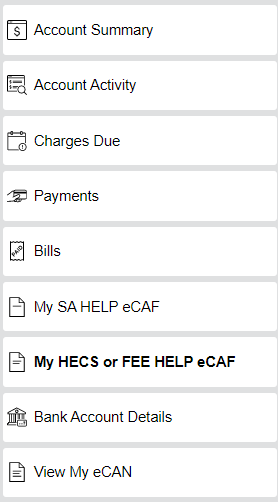 Account Summary
Account Activity
Charges Due
Payments
Bills
My SA HELP eCAF
My HECS or FEE HELP eCAF
Bank Account Details
View My eCAN